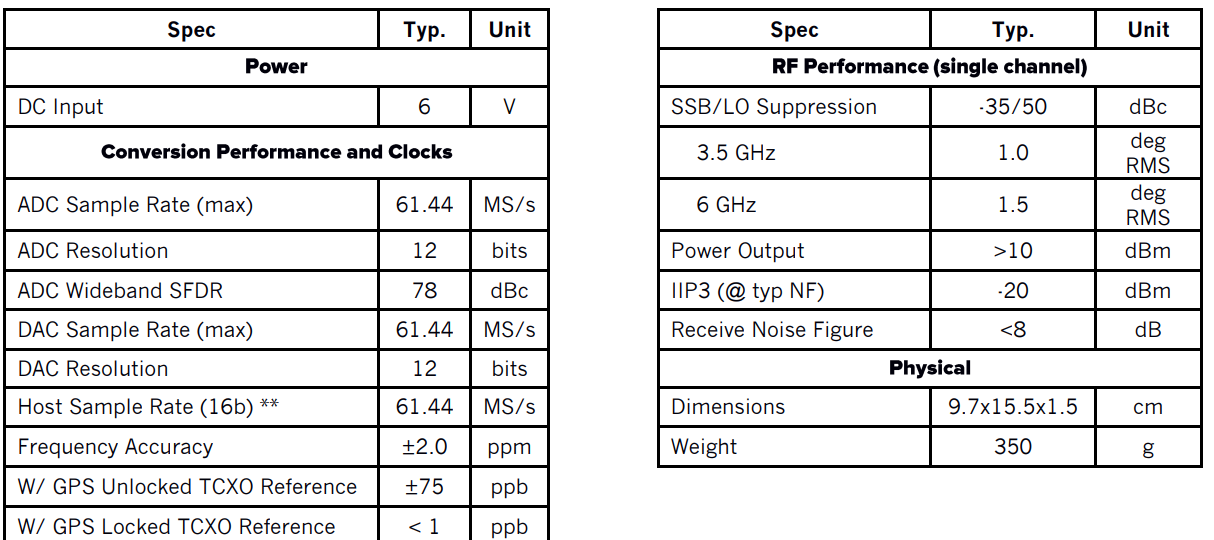 Spec Typ. Unit
Power
DC Input 6 V
Conversion Performance and Clocks
ADC Sample Rate (max) 61.44 MS/s
ADC Resolution 12 bits
ADC Wideband SFDR 78 dBc
DAC Sample Rate (max) 61.44 MS/s
DAC Resolution 12 bits
Host Sample Rate (16b) ** 61.44 MS/s
Frequency Accuracy ±2.0 ppm
W/ GPS Unlocked TCXO Reference ±75 ppb
W/ GPS Locked TCXO Reference < 1 ppb
Spec Typ. Unit
RF Performance (single channel)
SSB/LO Suppression -35/50 dBc
3.5 GHz 1.0 deg
RMS
6 GHz 1.5 deg
RMS
Power Output >10 dBm
IIP3 (@ typ NF) -20 dBm
Receive Noise Figure <8 dB
Physical
Dimensions 9.7x15.5x1.5 cm
Weight 350 g